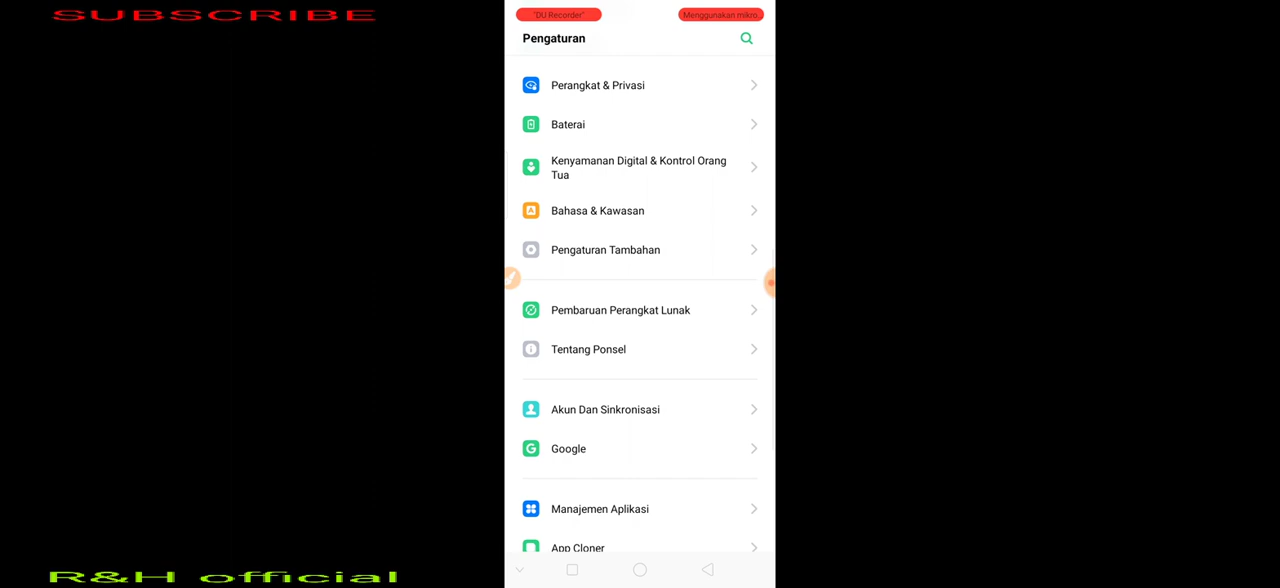 SUBSCRIBE
"DU Recorder"
Menggunakan mikro
Pengaturan
Perangkat & Privasi
Baterai
Kenyamanan Digital & Kontrol Orang
Tua
Bahasa & Kawasan
Pengaturan Tambahan
Pembaruan Perangkat Lunak
Tentang Ponsel
Akun Dan Sinkronisasi
Google
Manajemen Aplikasi
App Cloner
R&H official